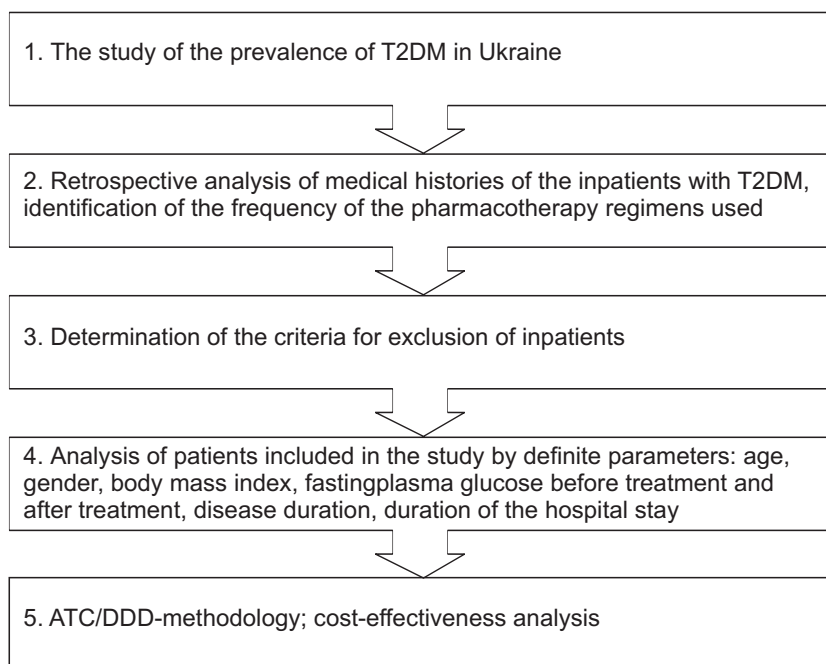 1. The study of the prevalence of T2DM in Ukraine
2. Retrospective analysis of medical histories of the inpatients with T2DM,
identification of the frequency of the pharmacotherapy regimens used
3. Determination of the criteria for exclusion of inpatients
4. Analysis of patients included in the study by definite parameters: age,
gender, body mass index, fastingplasma glucose before treatment and
after treatment, disease duration, duration of the hospital stay
5. ATC/DDD-methodology; cost-effectiveness analysis